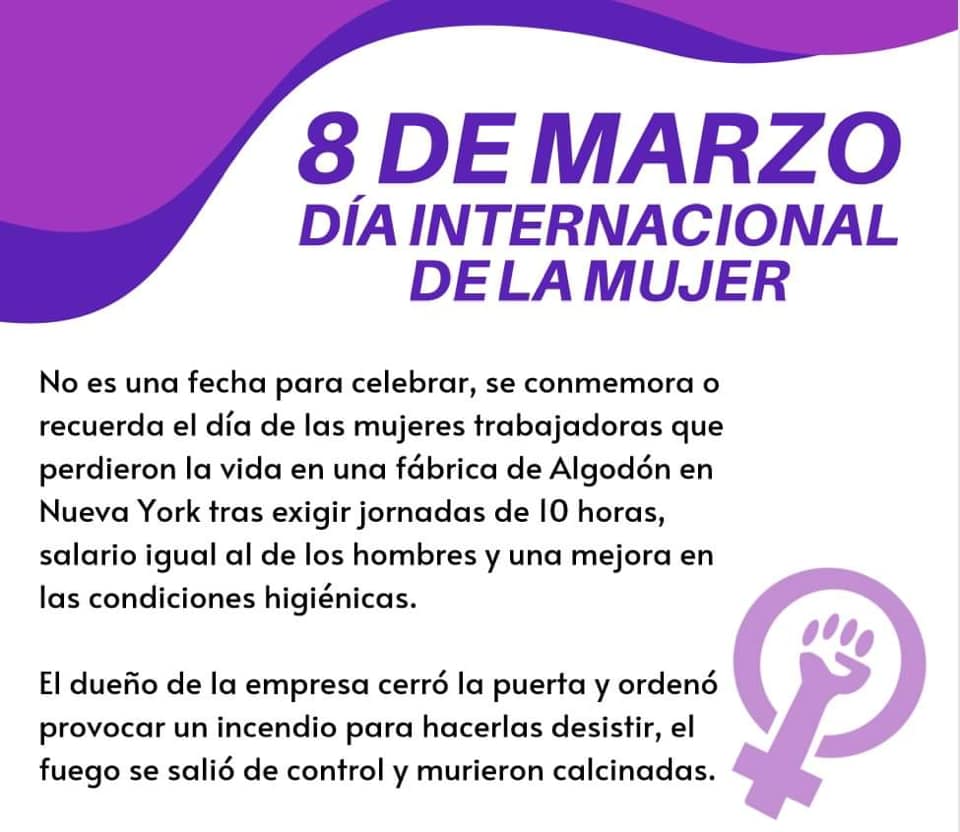 8 DE MARZO
DÍA INTERNACIONAL
DE LA MUJER
No es una fecha para celebrar, se conmemora o
recuerda el día de las mujeres trabajadoras que
perdieron la vida en una fábrica de Algodón en
Nueva York tras exigir jornadas de 10 horas,
salario igual al de los hombres y una mejora en
las condiciones higiénicas.
El dueño de la empresa cerró la puerta y ordenó
provocar un incendio para hacerlas desistir, el
fuego se salió de control y murieron calcinadas.